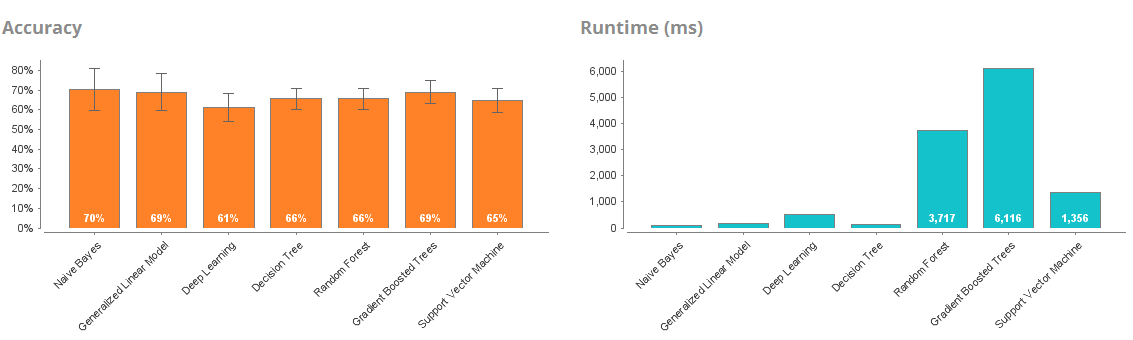 Accuracy
80%
70%
60%
50%
40%
30%
20%
10%
0%
70%
69%
61%
66%
66%
69%
65%
Naive Bayes
Generalized Linear Model
Deep Learning
Decision Tree
Random Forest
Gradient Boosted Trees
Support Vector Machine
Runtime (ms)
6,000
5,000
4,000
3,000
2,000
1,000
0
3,717
6,116
1,356
Naive Bayes
Generalized Linear Model
Deep Learning
Decision Tree
Random Forest
Gradient Boosted Trees
Support Vector Machine